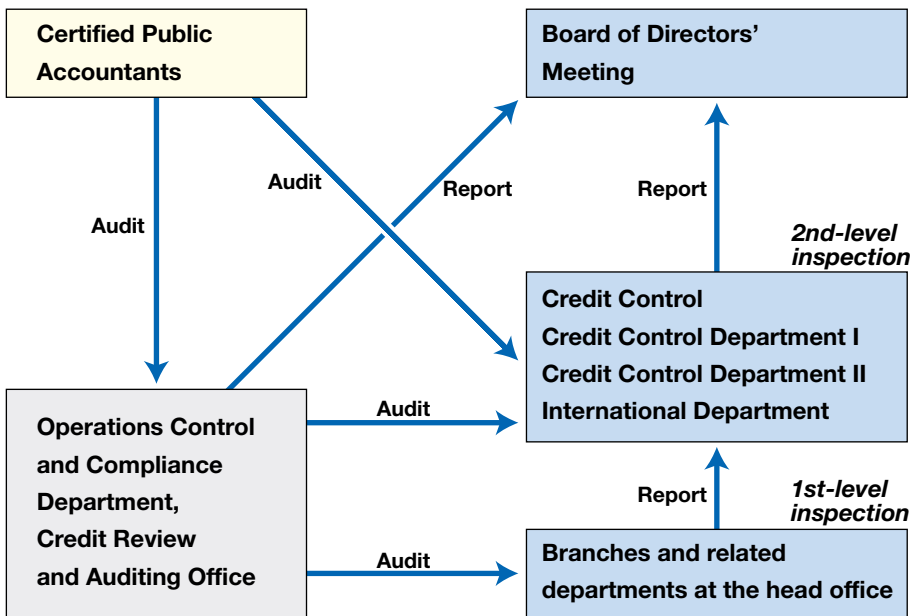 Certified Public
Accountants
Board of Directors’
Meeting
Audit
Audit
Report
Report
2nd-level
inspection
Credit Control
Credit Control Department I
Credit Control Department II
International Department
Operations Control
and Compliance
Department,
Credit Review
and Auditing Office
Audit
Report
1st-level
inspection
Audit
Branches and related
departments at the head office